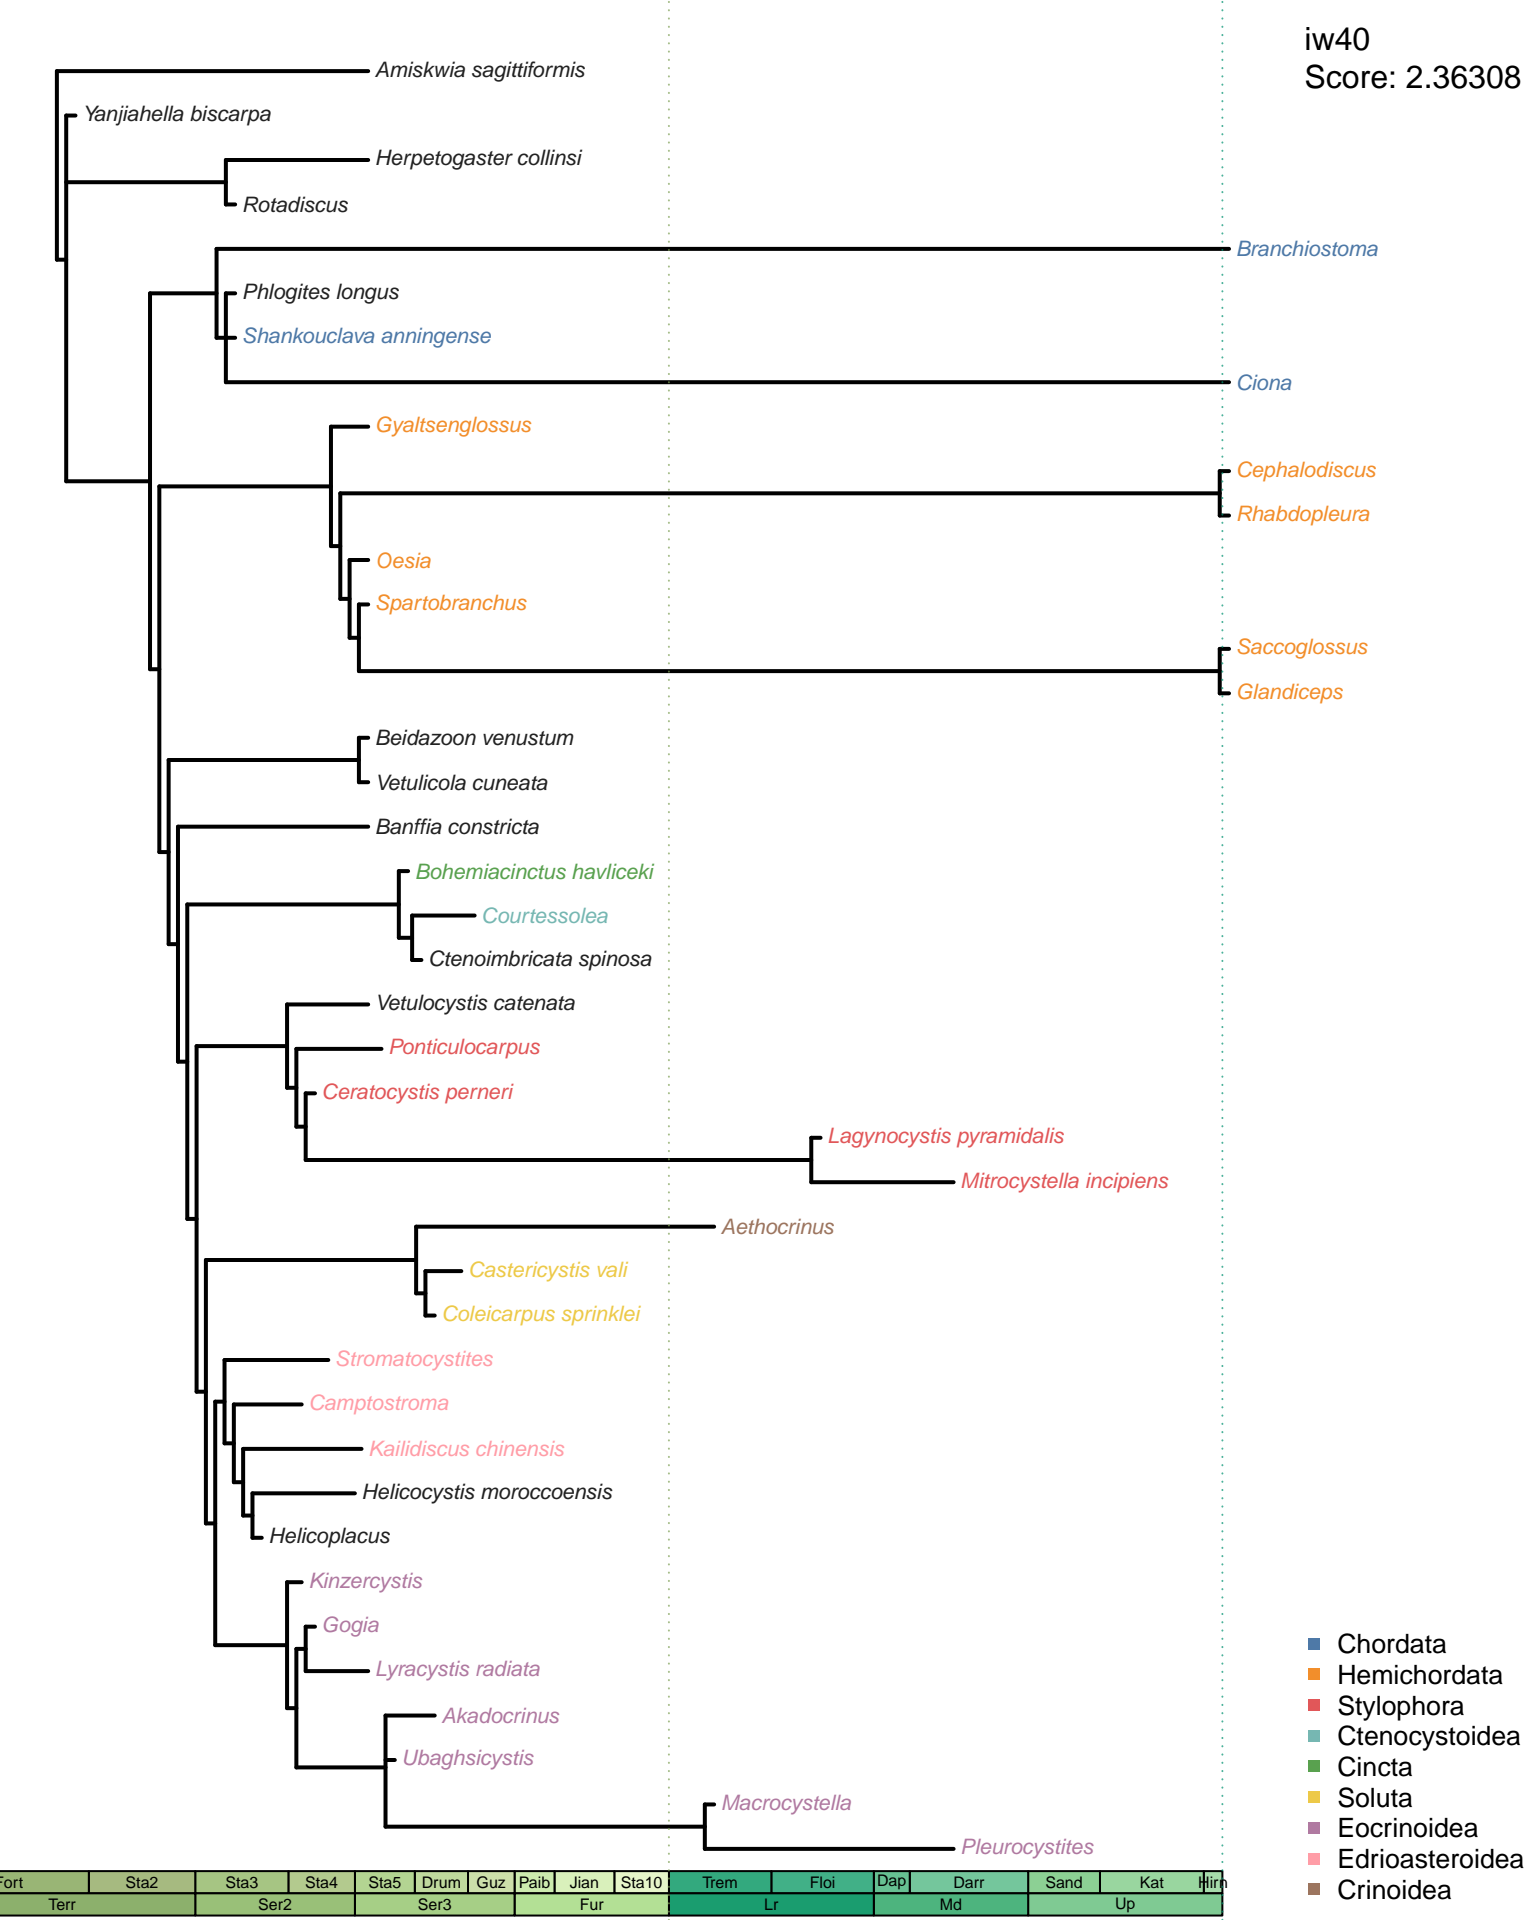 iw40
Score: 2.36308
Amiskwia sagittiformis
Yanjiahella biscarpa
Herpetogaster collinsi
Rotadiscus
Branchiostoma
Phlogites longus
Shankouclava anningense
Ciona
Gyaltsenglossus
Cephalodiscus
Rhabdopleura
Oesia
Spartobranchus
Saccoglossus
Glandiceps
Beidazoon venustum
Vetulicola cuneata
Banffia constricta
Bohemiacinctus havliceki
Courtessolea
Ctenoimbricata spinosa
Vetulocystis catenata
Ponticulocarpus
Ceratocystis perneri
Lagynocystis pyramidalis
Mitrocystella incipiens
Aethocrinus
Castericystis vali
Coleicarpus sprinklei
Stromatocystites
Camptostroma
Kailidiscus chinensis
Helicocystis moroccoensis
Helicoplacus
Kinzercystis
Gogia
Lyracystis radiata
Akadocrinus
Ubaghsicystis
Macrocystella
Pleurocystites
Chordata
Hemichordata
Stylophora
Ctenocystoidea
Cincta
Soluta
Eocrinoidea
Edrioasteroidea
Crinoidea
Fort Sta2 Sta3 Sta4 Sta5 Drum Guz Paib Jian Sta10 Trem Floi Dap Darr Sand Kat Hirn
Terr Ser2 Ser3 Fur Lr Md Up